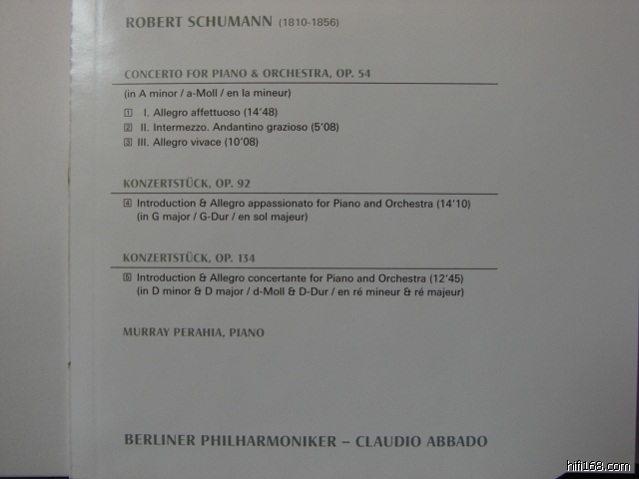 ROBERT SCHUMANN (1810-1856)
CONCERTO FOR PIANO & ORCHESTRA, OP. 54
(in A minor / a-Moll / en la mineur)
1 I. Allegro affettuoso (14'48)
2 II. Intermezzo. Andantino grazioso (5'08)
3 III. Allegro vivace (10'08)
KONZERTSTÜCK, OP. 92
4 Introduction & Allegro appassionato for Piano and Orchestra (14'10)
(in G major / G-Dur / en sol majeur)
KONZERTSTÜCK, OP. 134
5 Introduction & Allegro concertante for Piano and Orchestra (12'45)
(in D minor & D major / d-Moll & D-Dur / en ré mineur & ré majeur)
MURRAY PERAHIA, PIANO
BERLINER PHILHARMONIKER – CLAUDIO ABBADO
hifi168.com